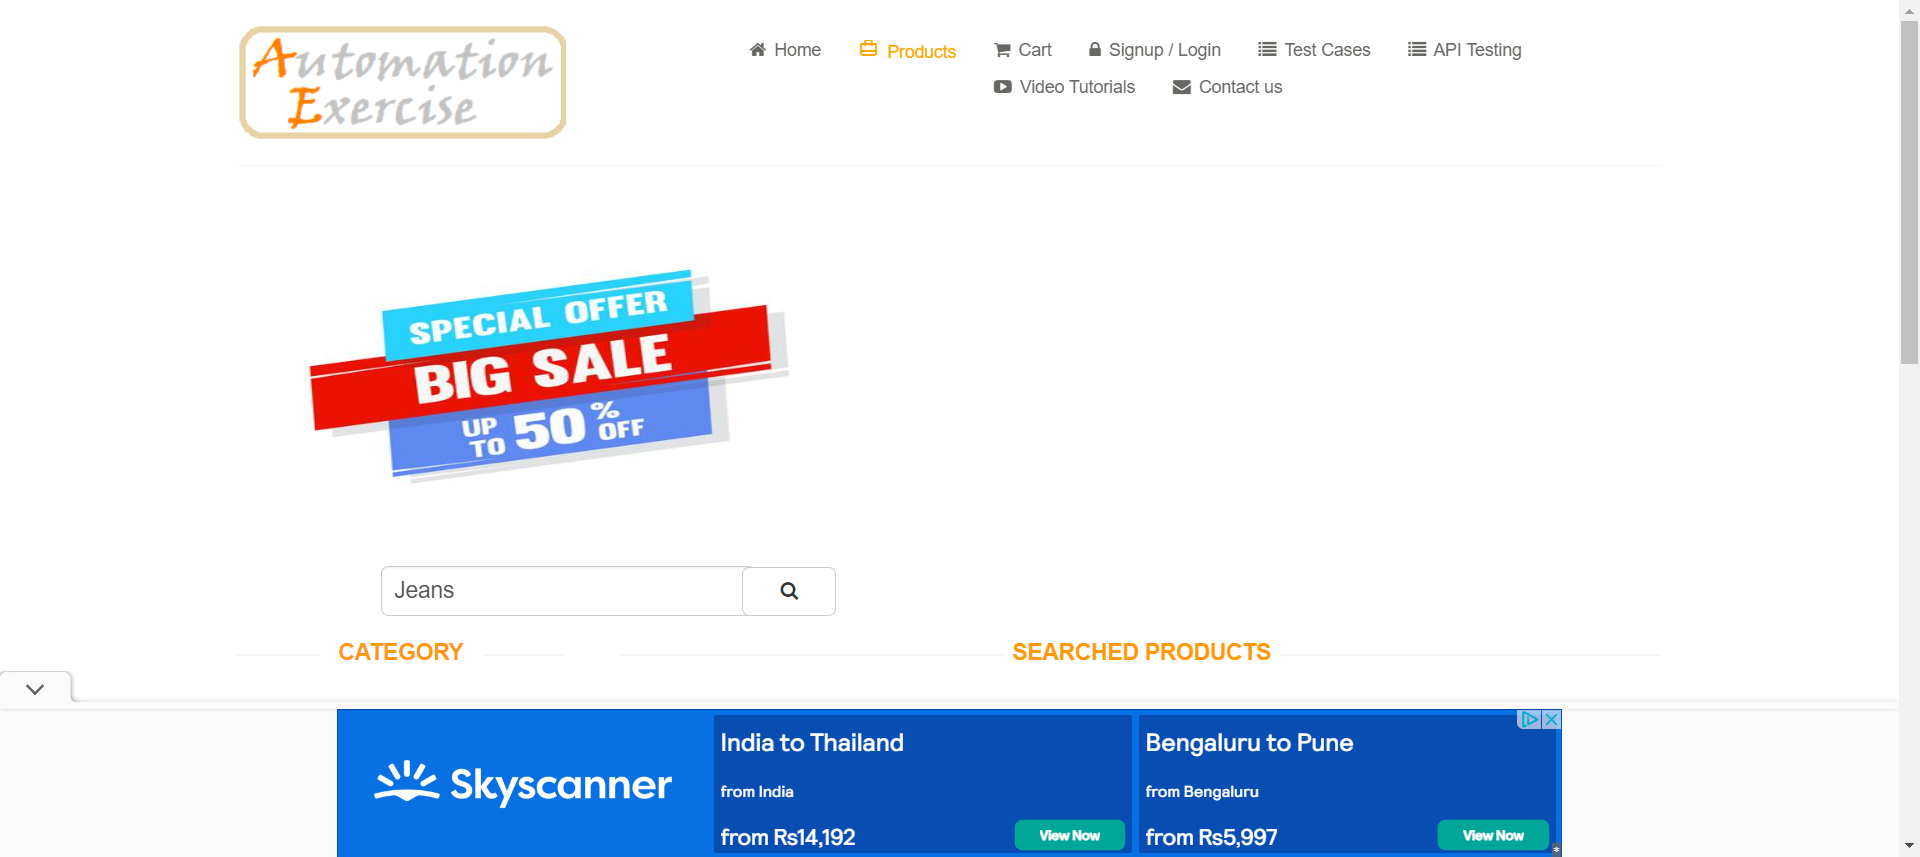 Automation
Exercise
Home
Products
Cart
Signup / Login
Test Cases
API Testing
Video Tutorials
Contact us
SPECIAL OFFER
BIG SALE
UP TO 50% OFF
Jeans
CATEGORY
SEARCHED PRODUCTS
Skyscanner
India to Thailand
from India
from Rs14,192
View Now
Bengaluru to Pune
from Bengaluru
from Rs5,997
View Now